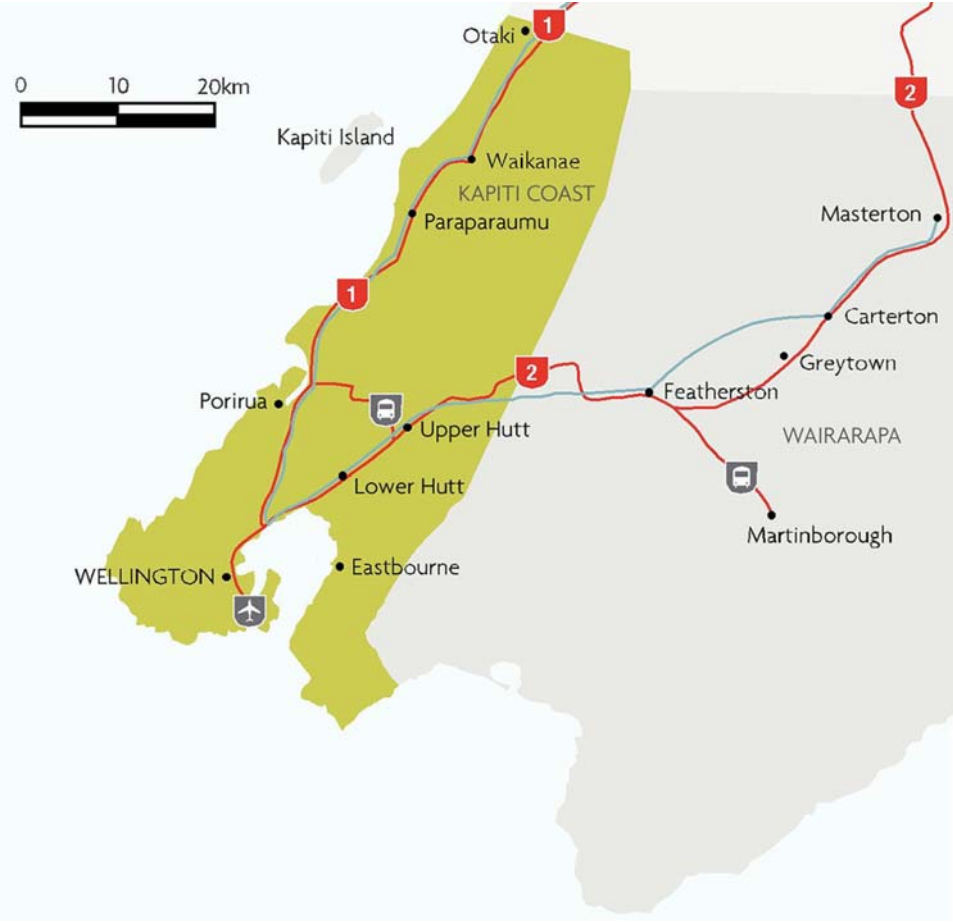 Otaki
1
0 10 20km
2
Kapiti Island
Waikanae
KAPITI COAST
Masterton
Paraparaumu
1
Carterton
Greytown
2
Featherston
Porirua
Upper Hutt
WAIRARAPA
Lower Hutt
Martinborough
Eastbourne
WELLINGTON